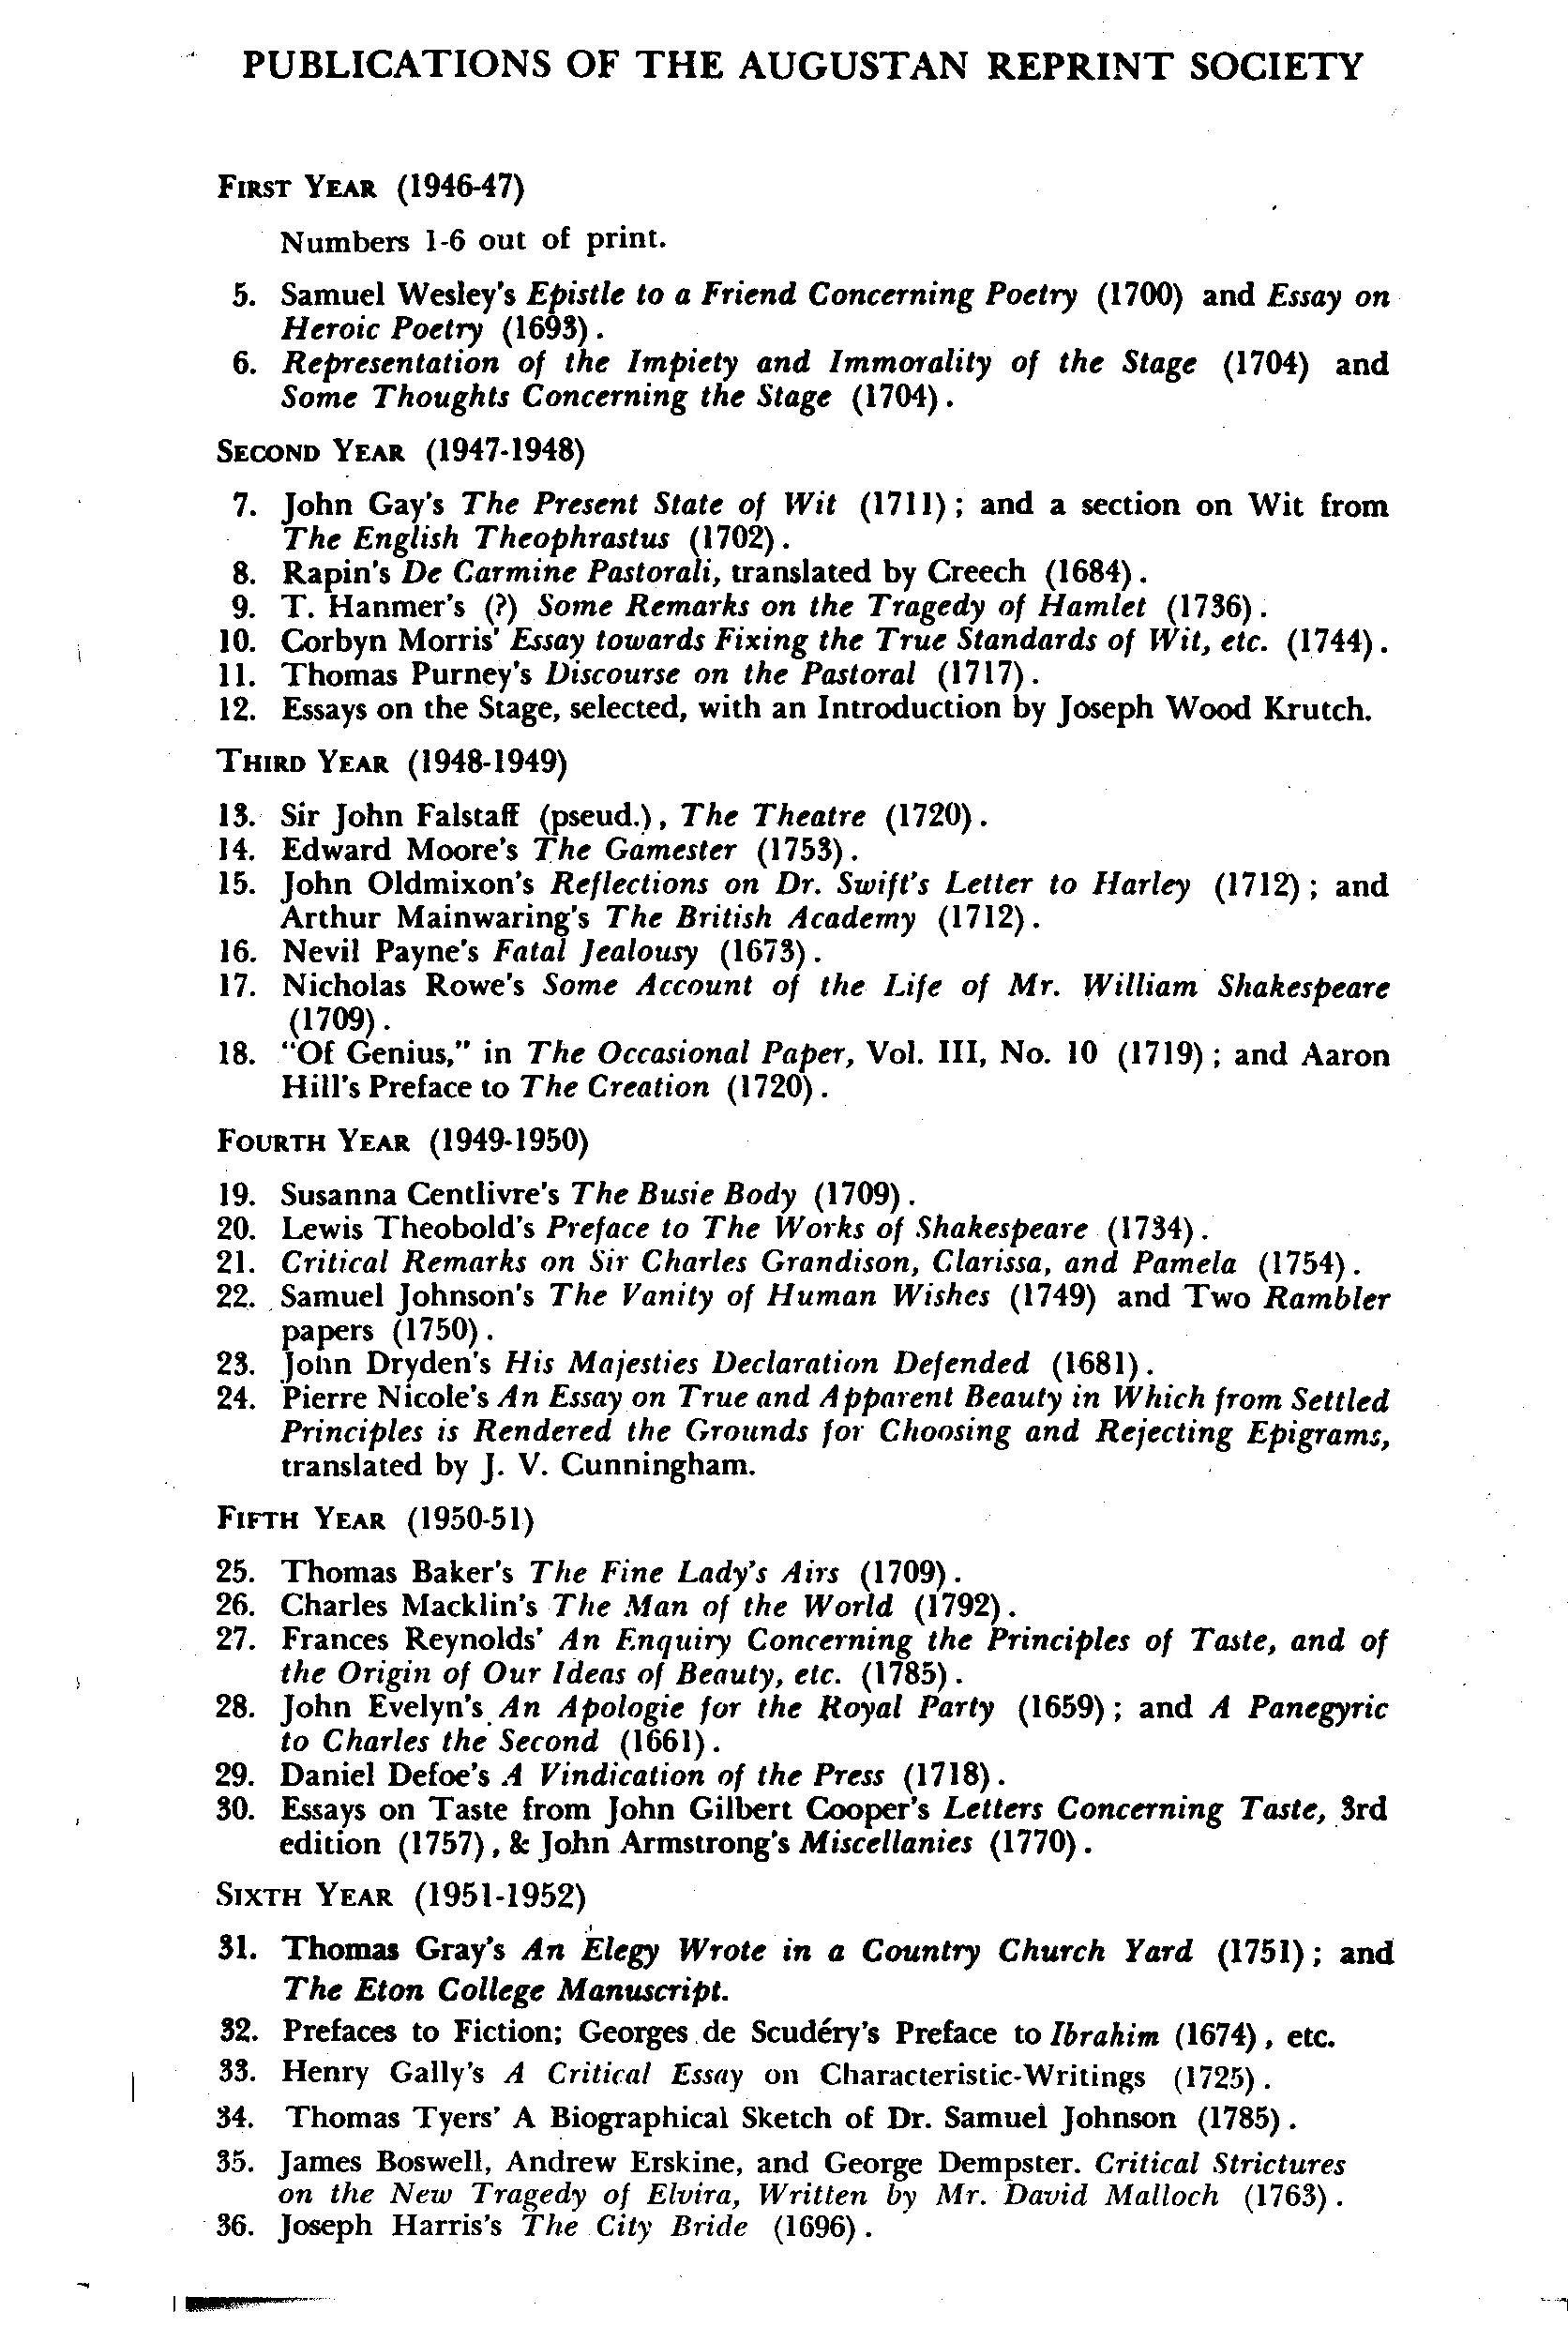 PUBLICATIONS OF THE AUGUSTAN REPRINT SOCIETY
FIRST YEAR (1946-47)
Numbers 1-6 out of print.
5. Samuel Wesley's Epistle to a Friend Concerning Poetry (1700) and Essay on
Heroic Poetry (1693).
6. Representation of the Impiety and Immorality of the Stage (1704) and
Some Thoughts Concerning the Stage (1704).
SECOND YEAR (1947-1948)
7. John Gay's The Present State of Wit (1711); and a section on Wit from
The English Theophrastus (1702).
8. Rapin's De Carmine Pastorali, translated by Creech (1684).
9. T. Hanmer's (?) Some Remarks on the Tragedy of Hamlet (1736).
10. Corbyn Morris' Essay towards Fixing the True Standards of Wit, etc. (1744).
11. Thomas Purney's Discourse on the Pastoral (1717).
12. Essays on the Stage, selected, with an Introduction by Joseph Wood Krutch.
THIRD YEAR (1948-1949)
13. Sir John Falstaff (pseud.), The Theatre (1720).
14. Edward Moore's The Gamester (1753).
15. John Oldmixon's Reflections on Dr. Swift's Letter to Harley (1712); and
Arthur Mainwaring's The British Academy (1712).
16. Nevil Payne's Fatal Jealousy (1673).
17. Nicholas Rowe's Some Account of the Life of Mr. William Shakespeare
(1709).
18. "Of Genius," in The Occasional Paper, Vol. III, No. 10 (1719); and Aaron
Hill's Preface to The Creation (1720).
FOURTH YEAR (1949-1950)
19. Susanna Centlivre's The Busie Body (1709).
20. Lewis Theobold's Preface to The Works of Shakespeare (1734).
21. Critical Remarks on Sir Charles Grandison, Clarissa, and Pamela (1754).
22. Samuel Johnson's The Vanity of Human Wishes (1749) and Two Rambler
papers (1750).
23. John Dryden's His Majesties Declaration Defended (1681).
24. Pierre Nicole's An Essay on True and Apparent Beauty in Which from Settled
Principles is Rendered the Grounds for Choosing and Rejecting Epigrams,
translated by J. V. Cunningham.
FIFTH YEAR (1950-51)
25. Thomas Baker's The Fine Lady's Airs (1709).
26. Charles Macklin's The Man of the World (1792).
27. Frances Reynolds' An Enquiry Concerning the Principles of Taste, and of
the Origin of Our Ideas of Beauty, etc. (1785).
28. John Evelyn's An Apologie for the Royal Party (1659); and A Panegyric
to Charles the Second (1661).
29. Daniel Defoe's A Vindication of the Press (1718).
30. Essays on Taste from John Gilbert Cooper's Letters Concerning Taste, 3rd
edition (1757), & John Armstrong's Miscellanies (1770).
SIXTH YEAR (1951-1952)
31. Thomas Gray's An Elegy Wrote in a Country Church Yard (1751); and
The Eton College Manuscript.
32. Prefaces to Fiction; Georges de Scudéry's Preface to Ibrahim (1674), etc.
33. Henry Gally's A Critical Essay on Characteristic-Writings (1725).
34. Thomas Tyers' A Biographical Sketch of Dr. Samuel Johnson (1785).
35. James Boswell, Andrew Erskine, and George Dempster. Critical Strictures
on the New Tragedy of Elvira, Written by Mr. David Malloch (1763).
36. Joseph Harris's The City Bride (1696).